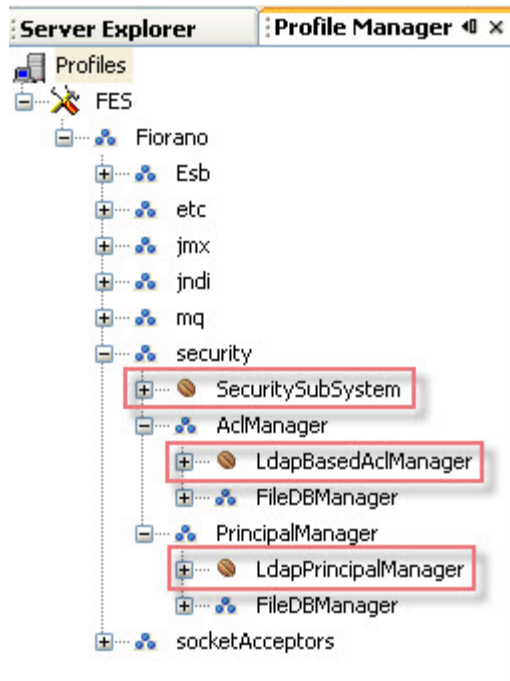 Server Explorer Profile Manager
Profiles
FES
Fiorano
Esb
etc
jmx
jndi
mq
security
SecuritySubSystem
AclManager
LdapBasedAclManager
FileDBManager
PrincipalManager
LdapPrincipalManager
FileDBManager
socketAcceptors